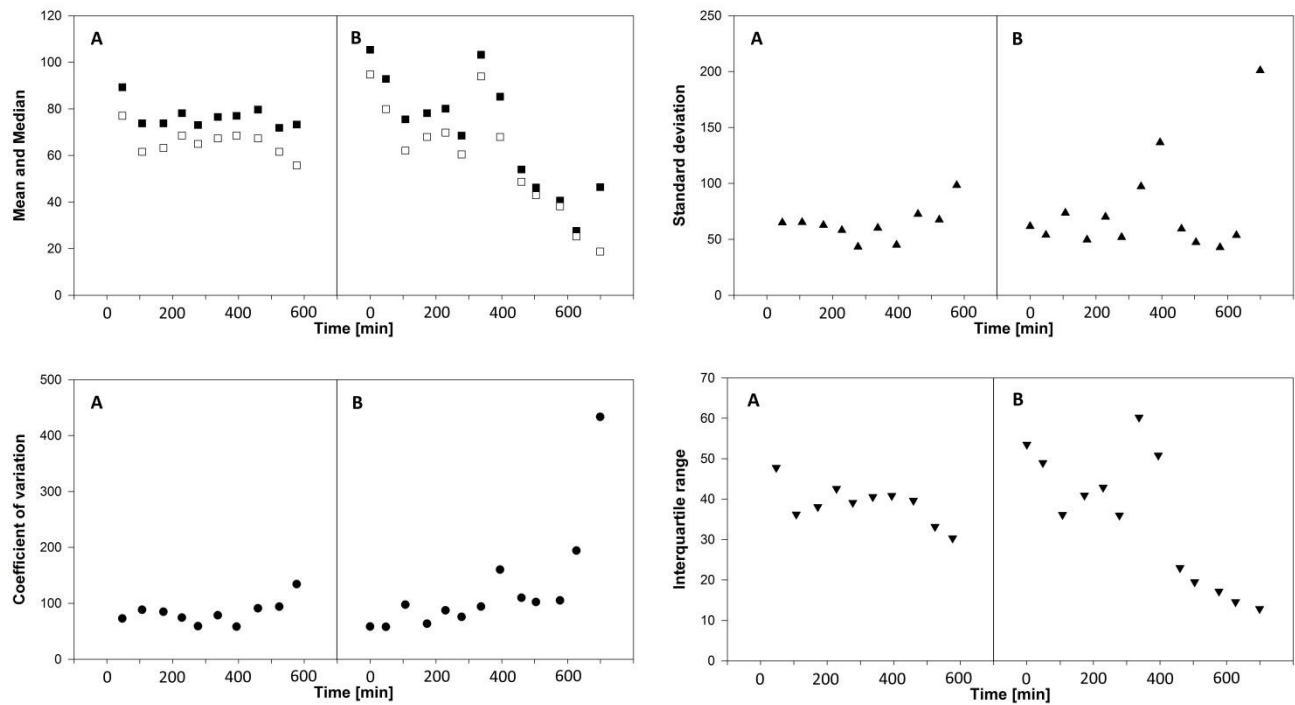 120
100
80
60
40
20
0
Mean and Median
A
B
0 200 400 600 0 200 400 600
Time [min]
250
200
150
100
50
0
Standard deviation
A
B
0 200 400 600 0 200 400 600
Time [min]
500
400
300
200
100
0
Coefficient of variation
A
B
0 200 400 600 0 200 400 600
Time [min]
70
60
50
40
30
20
10
0
Interquartile range
A
B
0 200 400 600 0 200 400 600
Time [min]